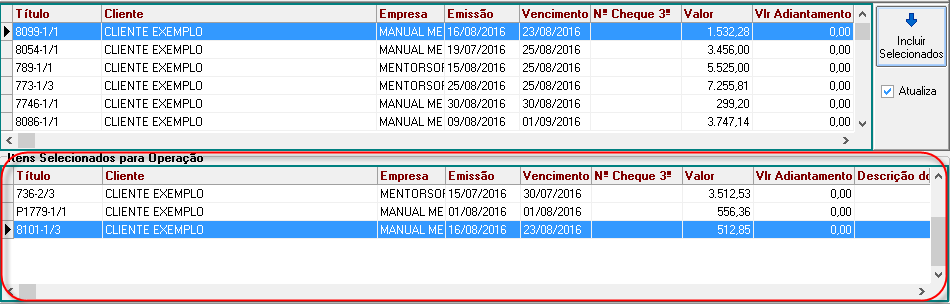 Título Cliente Empresa Emissão Vencimento Nº Cheque 3º Valor Vlr Adiantamento
8099-1/1 CLIENTE EXEMPLO MANUAL ME 16/08/2016 23/08/2016 1.532,28 0,00
8054-1/1 CLIENTE EXEMPLO MANUAL ME 19/07/2016 25/08/2016 3.456,00 0,00
789-1/1 CLIENTE EXEMPLO MENTORSOF 15/08/2016 25/08/2016 5.525,00 0,00
773-1/3 CLIENTE EXEMPLO MENTORSOF 25/08/2016 25/08/2016 7.255,81 0,00
7746-1/1 CLIENTE EXEMPLO MANUAL ME 30/08/2016 30/08/2016 299,20 0,00
8086-1/1 CLIENTE EXEMPLO MANUAL ME 09/08/2016 01/09/2016 3.747,14 0,00
Incluir
Selecionados
Atualiza
Itens Selecionados para Operação
Título Cliente Empresa Emissão Vencimento Nº Cheque 3º Valor Vlr Adiantamento Descrição do
736-2/3 CLIENTE EXEMPLO MENTORSOF 15/07/2016 30/07/2016 3.512,53 0,00
P1779-1/1 CLIENTE EXEMPLO MANUAL ME 01/08/2016 01/08/2016 556,36 0,00
8101-1/3 CLIENTE EXEMPLO MANUAL ME 16/08/2016 23/08/2016 512,85 0,00